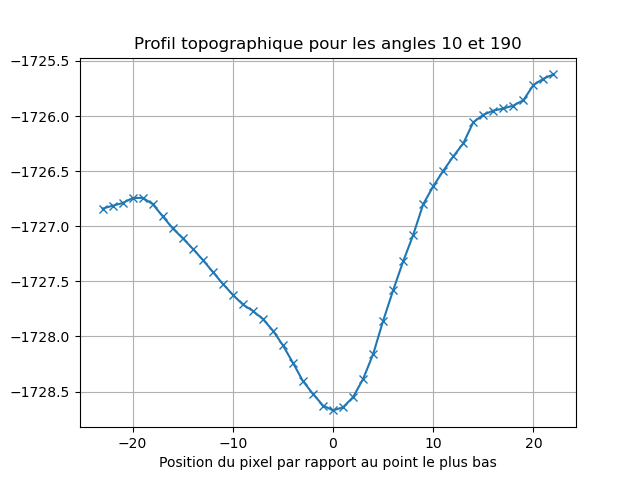 Profil topographique pour les angles 10 et 190
−1725.5
−1726.0
−1726.5
−1727.0
−1727.5
−1728.0
−1728.5
−20 −10 0 10 20
Position du pixel par rapport au point le plus bas